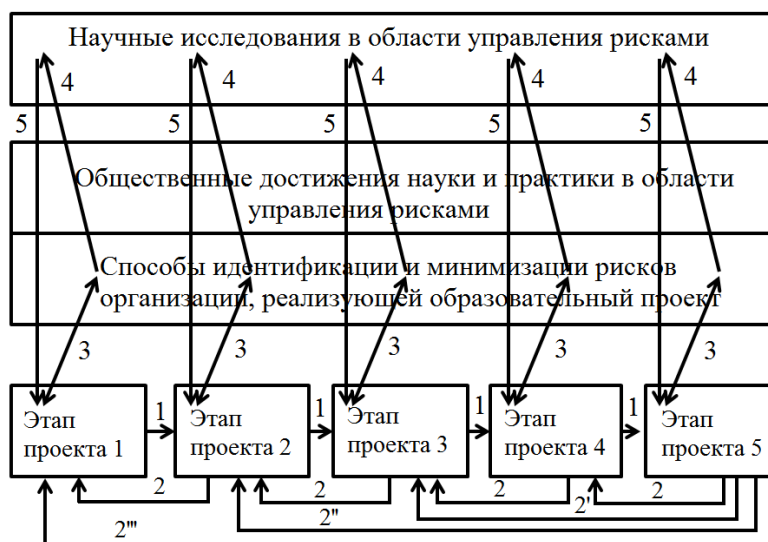 Научные исследования в области управления рисками
4 4 4 4 4
5 5 5 5 5
Общественные достижения науки и практики в области
управления рисками
Способы идентификации и минимизации рисков
организации, реализующей образовательный проект
3 3 3 3 3
1 1 1 1
Этап
проекта 1
Этап
проекта 2
Этап
проекта 3
Этап
проекта 4
Этап
проекта 5
2 2 2 2
2'
2"
2'''